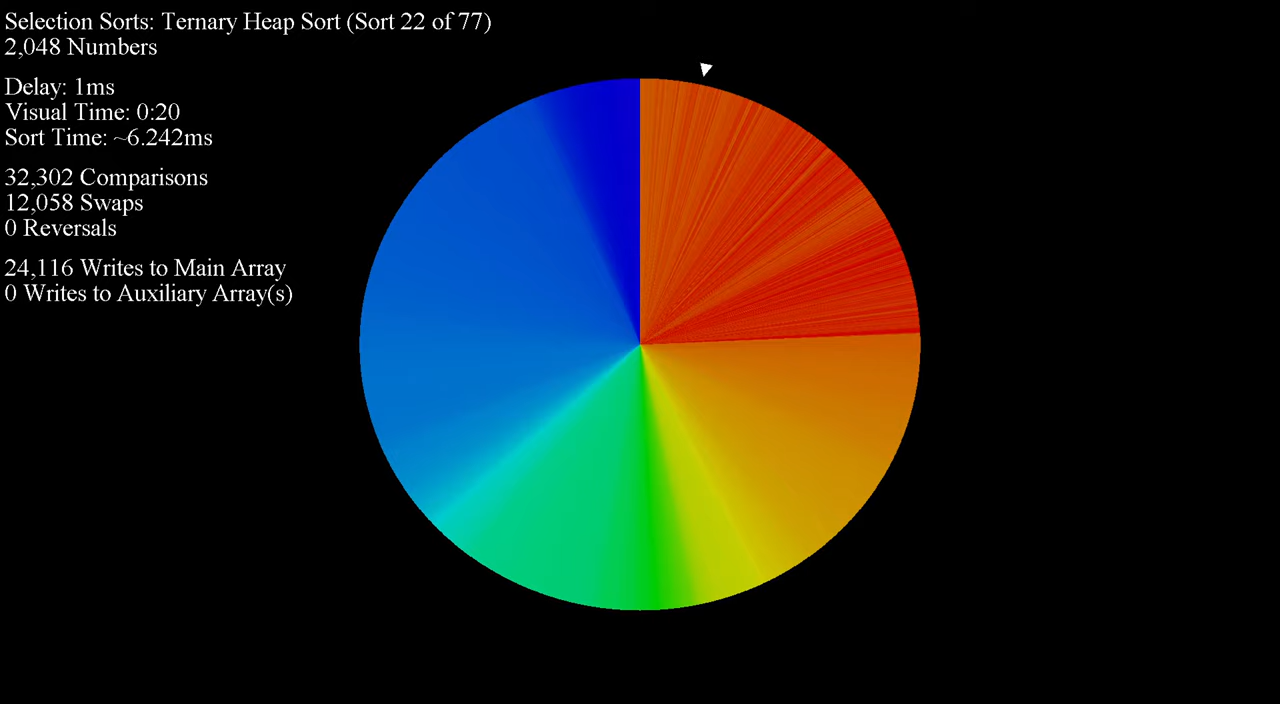 Selection Sorts: Ternary Heap Sort (Sort 22 of 77)
2,048 Numbers
Delay: 1ms
Visual Time: 0:20
Sort Time: ~6.242ms
32,302 Comparisons
12,058 Swaps
0 Reversals
24,116 Writes to Main Array
0 Writes to Auxiliary Array(s)